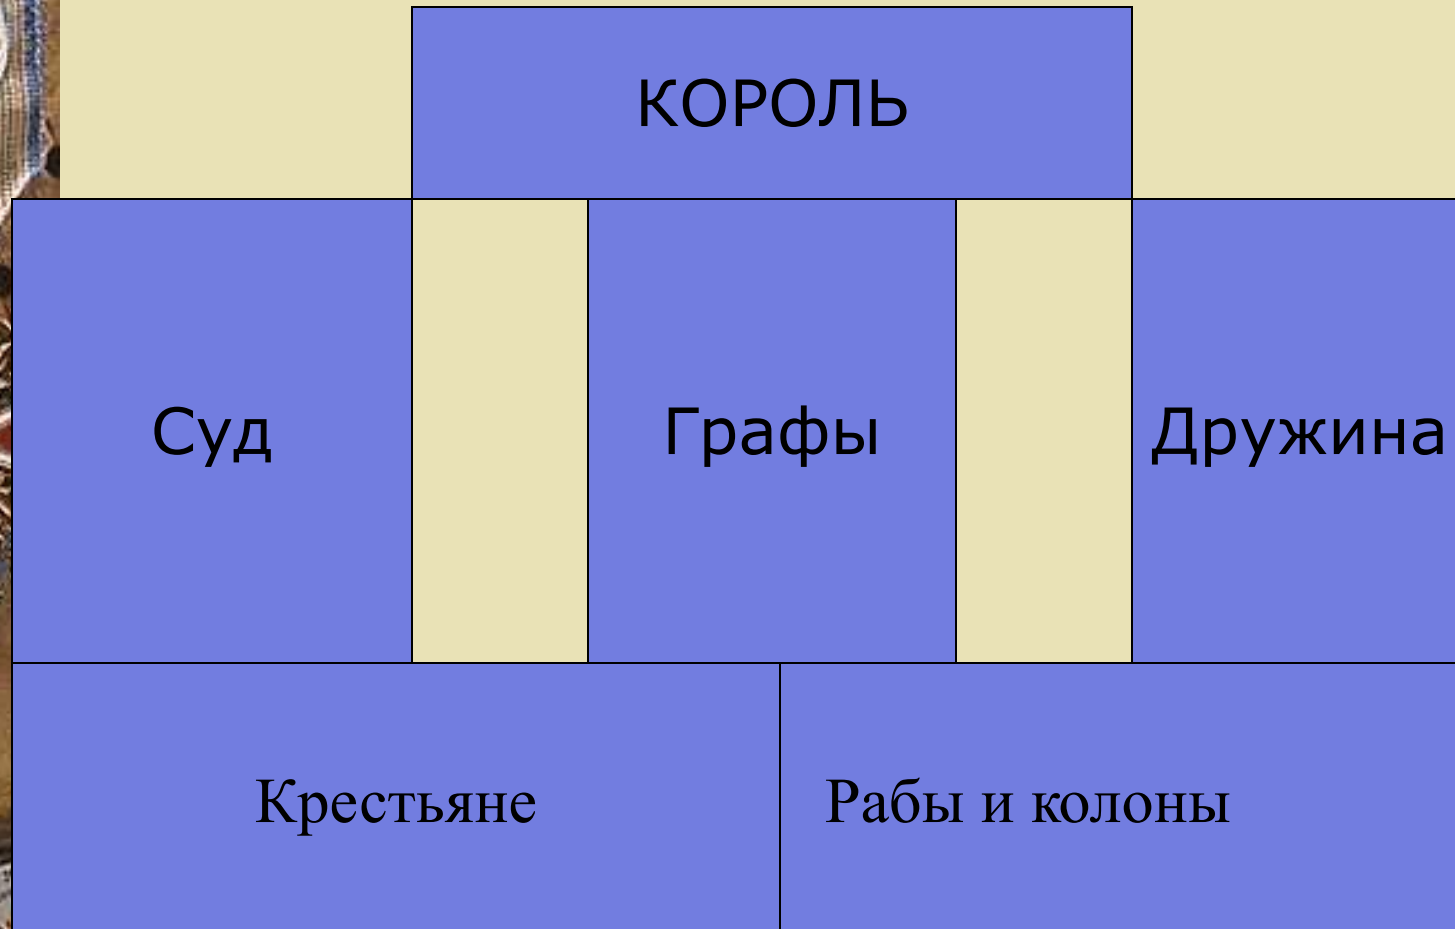 КОРОЛЬ
Суд
Графы
Дружина
Крестьяне
Рабы и колоны